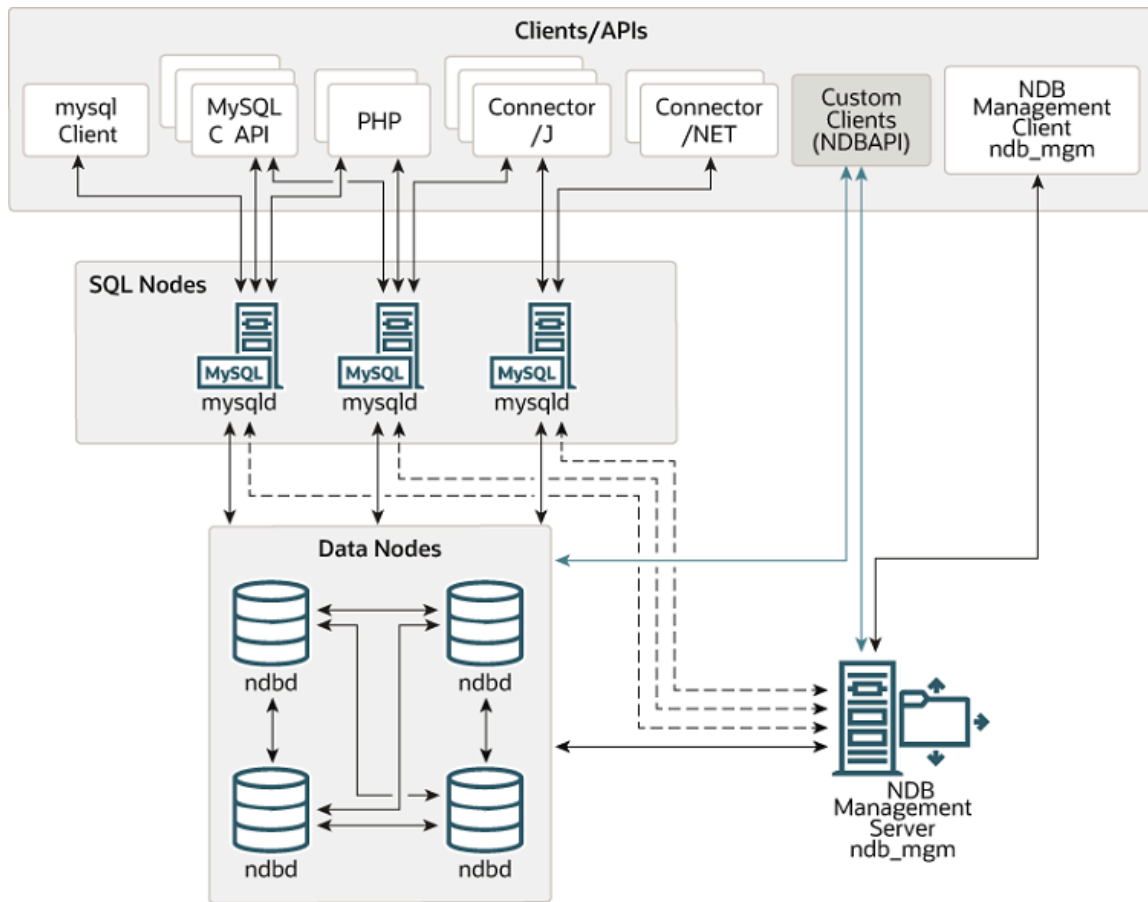 Clients/APIs
mysql
Client
MySQL
C API
PHP
Connector
/J
Connector
/NET
Custom
Clients
(NDBAPI)
NDB
Management
Client
ndb_mgm
SQL Nodes
MySQL
mysqld
MySQL
mysqld
MySQL
mysqld
Data Nodes
ndbd
ndbd
ndbd
ndbd
NDB
Management
Server
ndb_mgm